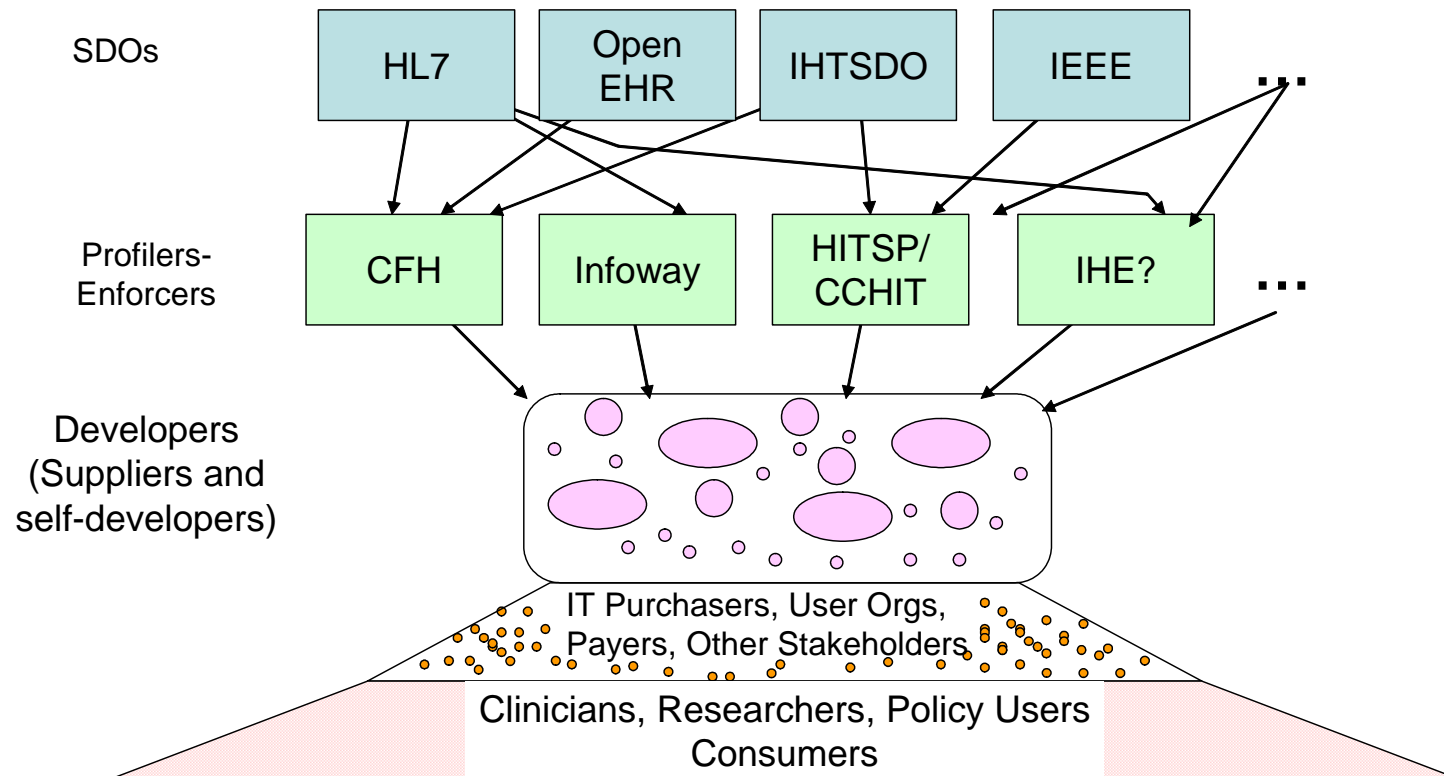 SDOs
HL7
Open
EHR
IHTSDO
IEEE
...
Profilers-
Enforcers
CFH
Infoway
HITSP/
CCHIT
IHE?
...
Developers
(Suppliers and
self-developers)
IT Purchasers, User Orgs,
Payers, Other Stakeholders
Clinicians, Researchers, Policy Users
Consumers